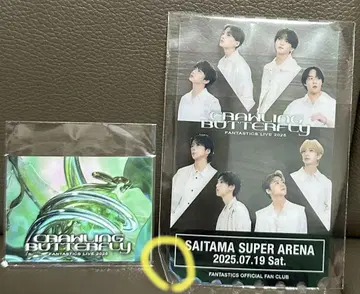 CRAWLING
BUTTERFLY
FANTASTICS LIVE 2025
CRAWLING
BUTTERFLY
FANTASTICS LIVE 2025
SAITAMA SUPER ARENA
2025.07.19 Sat.
FANTASTICS OFFICIAL FAN CLUB